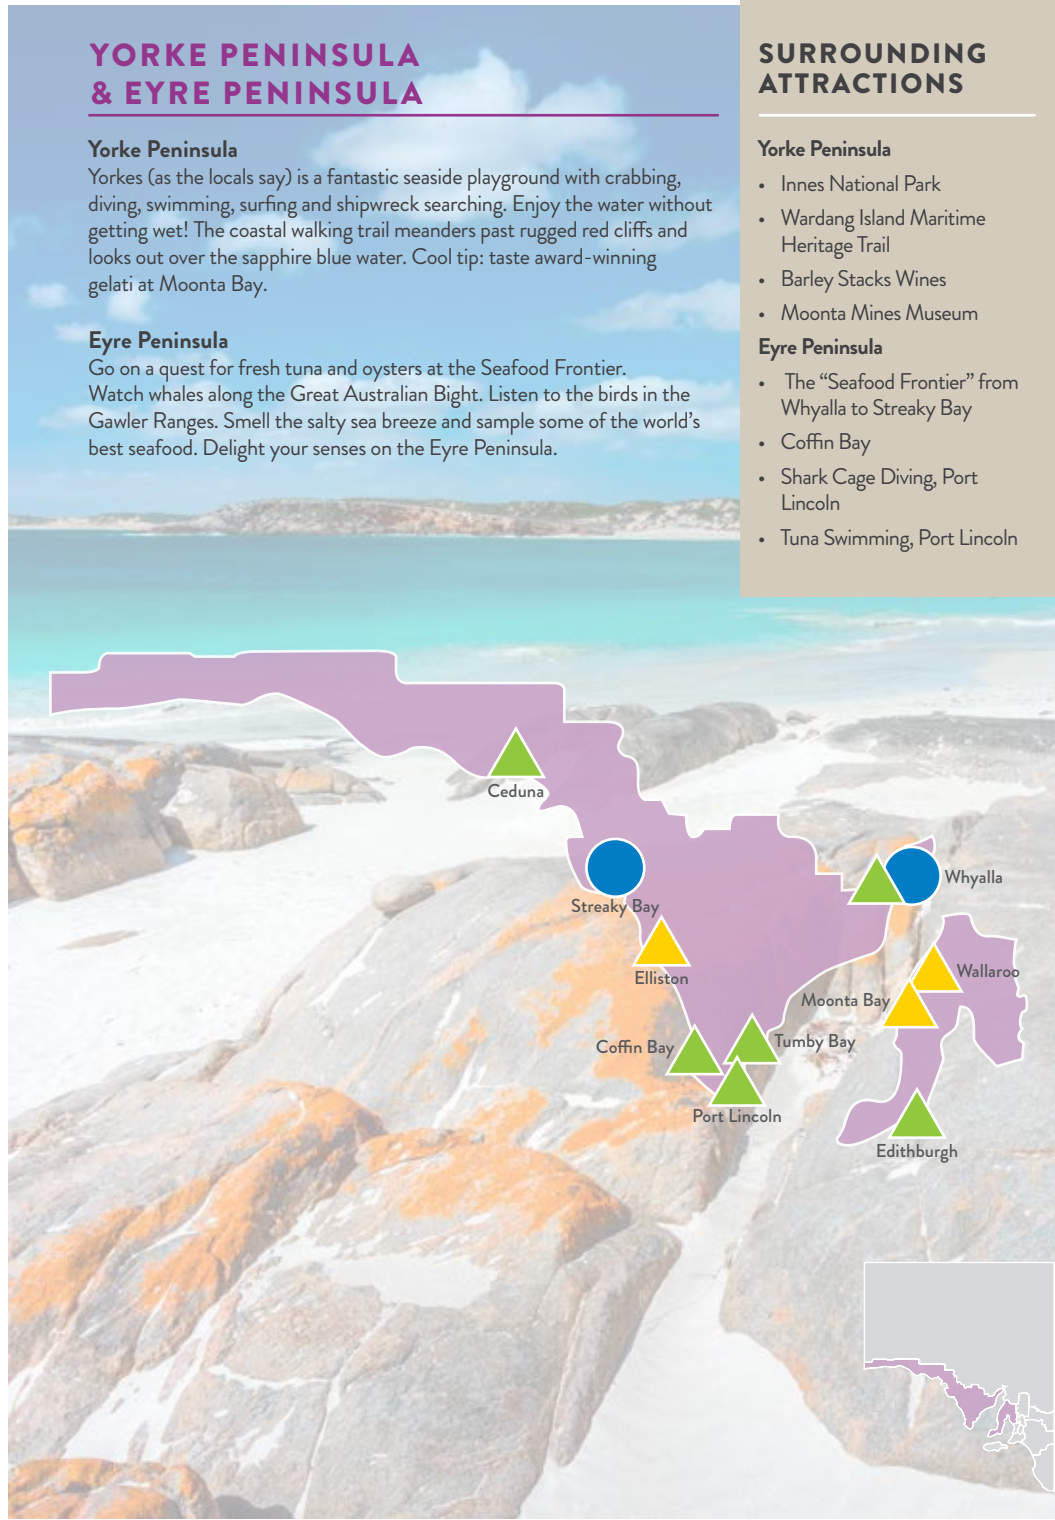 YORKE PENINSULA
& EYRE PENINSULA
Yorke Peninsula
Yorkes (as the locals say) is a fantastic seaside playground with crabbing,
diving, swimming, surfing and shipwreck searching. Enjoy the water without
getting wet! The coastal walking trail meanders past rugged red cliffs and
looks out over the sapphire blue water. Cool tip: taste award-winning
gelati at Moonta Bay.
Eyre Peninsula
Go on a quest for fresh tuna and oysters at the Seafood Frontier.
Watch whales along the Great Australian Bight. Listen to the birds in the
Gawler Ranges. Smell the salty sea breeze and sample some of the world’s
best seafood. Delight your senses on the Eyre Peninsula.
SURROUNDING
ATTRACTIONS
Yorke Peninsula
• Innes National Park
• Wardang Island Maritime
Heritage Trail
• Barley Stacks Wines
• Moonta Mines Museum
Eyre Peninsula
• The “Seafood Frontier” from
Whyalla to Streaky Bay
• Coffin Bay
• Shark Cage Diving, Port
Lincoln
• Tuna Swimming, Port Lincoln
Ceduna
Streaky Bay
Whyalla
Elliston
Wallaroo
Moonta Bay
Coffin Bay
Tumby Bay
Port Lincoln
Edithburgh